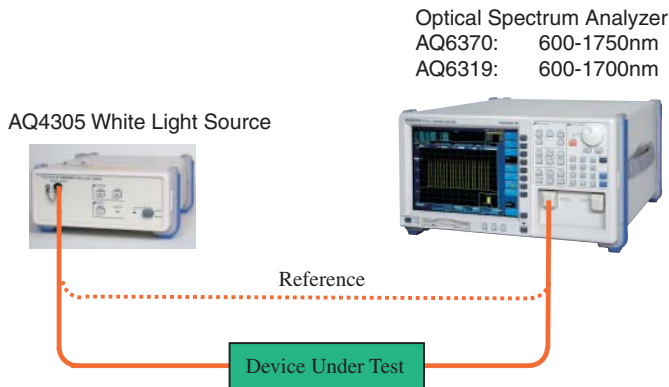 Optical Spectrum Analyzer
AQ6370: 600-1750nm
AQ6319: 600-1700nm
AQ4305 White Light Source
Reference
Device Under Test